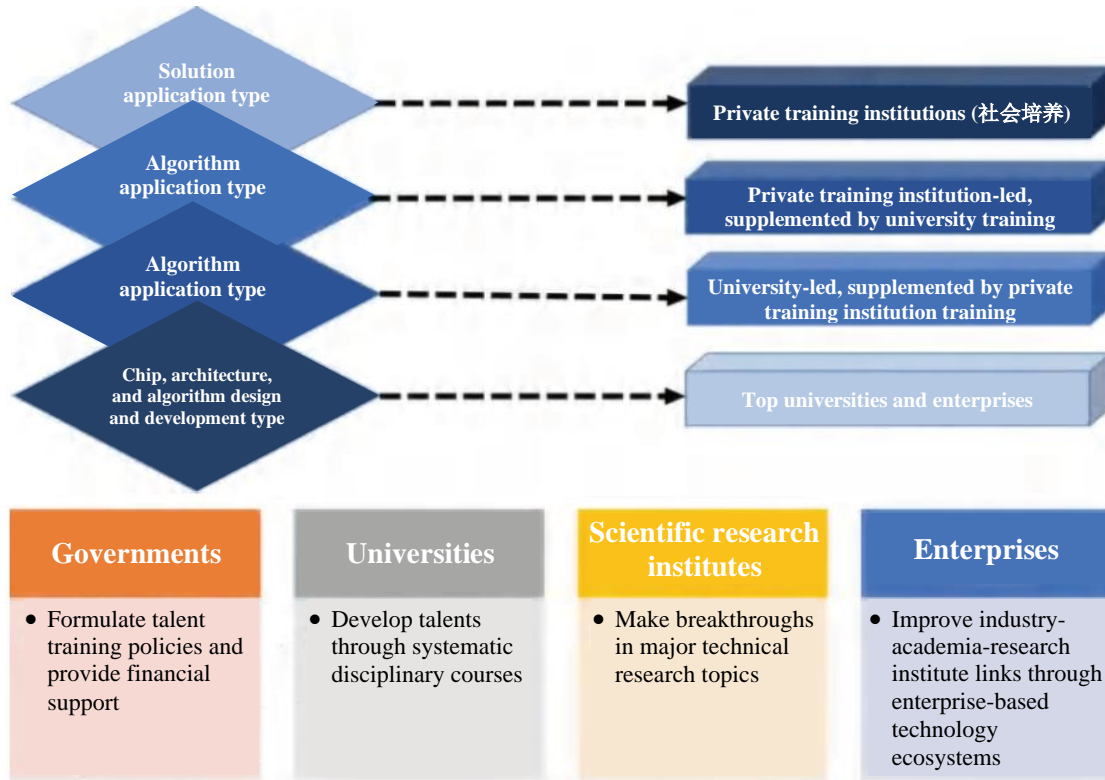 Solution
application type
Private training institutions (社会培养)
Algorithm
application type
Private training institution-led,
supplemented by university training
Algorithm
application type
University-led, supplemented by private
training institution training
Chip, architecture,
and algorithm design
and development type
Top universities and enterprises
Governments
• Formulate talent
training policies and
provide financial
support
Universities
• Develop talents
through systematic
disciplinary courses
Scientific research
institutes
• Make breakthroughs
in major technical
research topics
Enterprises
• Improve industry-
academia-research
institute links through
enterprise-based
technology
ecosystems